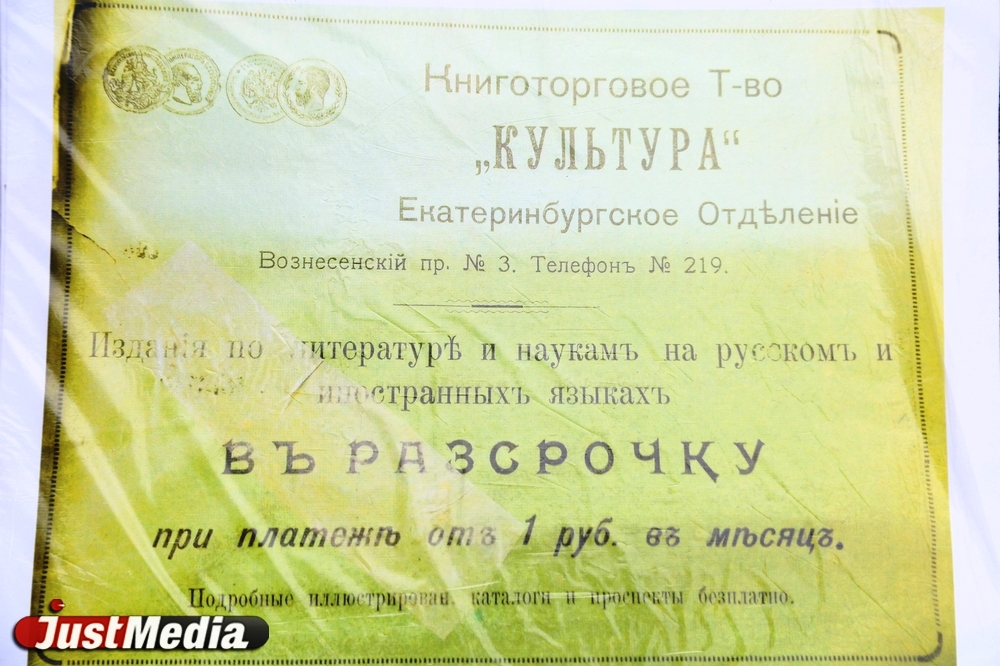 Книготорговое Т-во
„КУЛЬТУРА“
Екатеринбургское Отдѣленіе
Вознесенскій пр. № 3. Телефонъ № 219.
Изданія по литературѣ и наукамъ на русскомъ и
иностранныхъ языкахъ
ВЪ РАЗСРОЧКУ
при платежѣ отъ 1 руб. въ мѣсяцъ.
Подробные иллюстрирован. каталоги и проспекты безплатно.
JustMedia